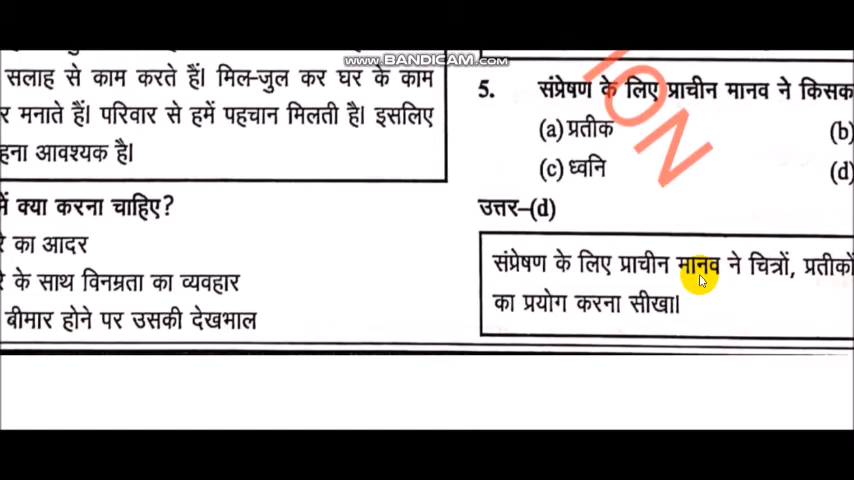 www.BANDICAM.com
सलाह से काम करते हैं। मिल-जुल कर घर के काम
र मनाते हैं। परिवार से हमें पहचान मिलती है। इसलिए
हना आवश्यक है।
में क्या करना चाहिए?
रे का आदर
रे के साथ विनम्रता का व्यवहार
बीमार होने पर उसकी देखभाल
5. संप्रेषण के लिए प्राचीन मानव ने किसक
(a) प्रतीक (b)
(c) ध्वनि (d)
उत्तर–(d)
संप्रेषण के लिए प्राचीन मानव ने चित्रों, प्रतीकों
का प्रयोग करना सीखा।
ION